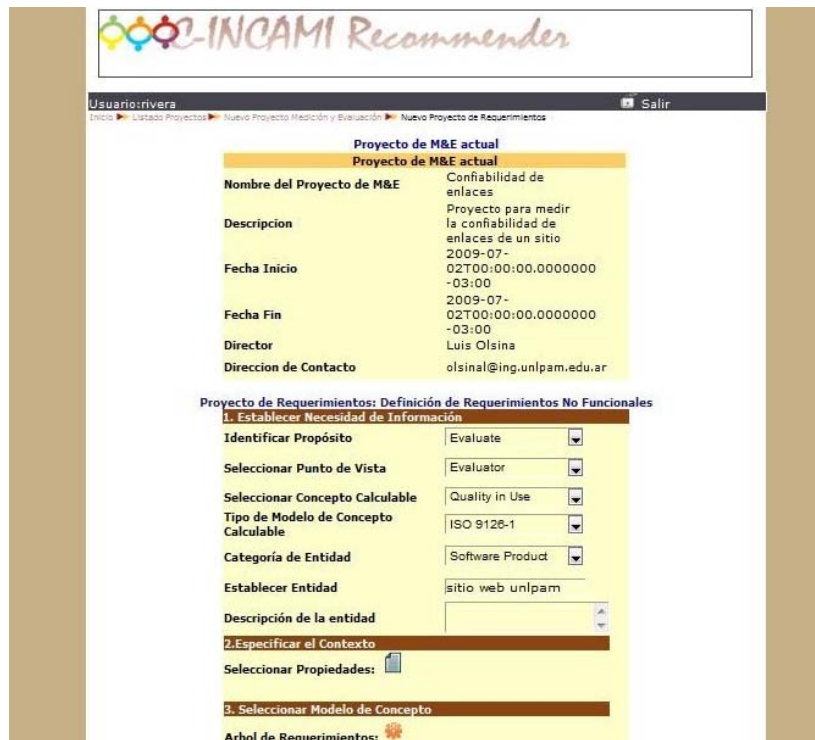 C-INCAMI Recommender
Usuario:rivera
Salir
Inicio Listado Proyectos Nuevo Proyecto Medición y Evaluación Nuevo Proyecto de Requerimientos
Proyecto de M&E actual
Proyecto de M&E actual
Nombre del Proyecto de M&E
Confiabilidad de
enlaces
Descripcion
Proyecto para medir
la confiabilidad de
enlaces de un sitio
Fecha Inicio
2009-07-
02T00:00:00.0000000
-03:00
Fecha Fin
2009-07-
02T00:00:00.0000000
-03:00
Director
Luis Olsina
Direccion de Contacto
olsinal@ing.unlpam.edu.ar
Proyecto de Requerimientos: Definición de Requerimientos No Funcionales
1. Establecer Necesidad de Información
Identificar Propósito
Evaluate
Seleccionar Punto de Vista
Evaluator
Seleccionar Concepto Calculable
Quality in Use
Tipo de Modelo de Concepto
Calculable
ISO 9126-1
Categoría de Entidad
Software Product
Establecer Entidad
sitio web unlpam
Descripción de la entidad
2.Especificar el Contexto
Seleccionar Propiedades:
3. Seleccionar Modelo de Concepto
Arbol de Requerimientos: